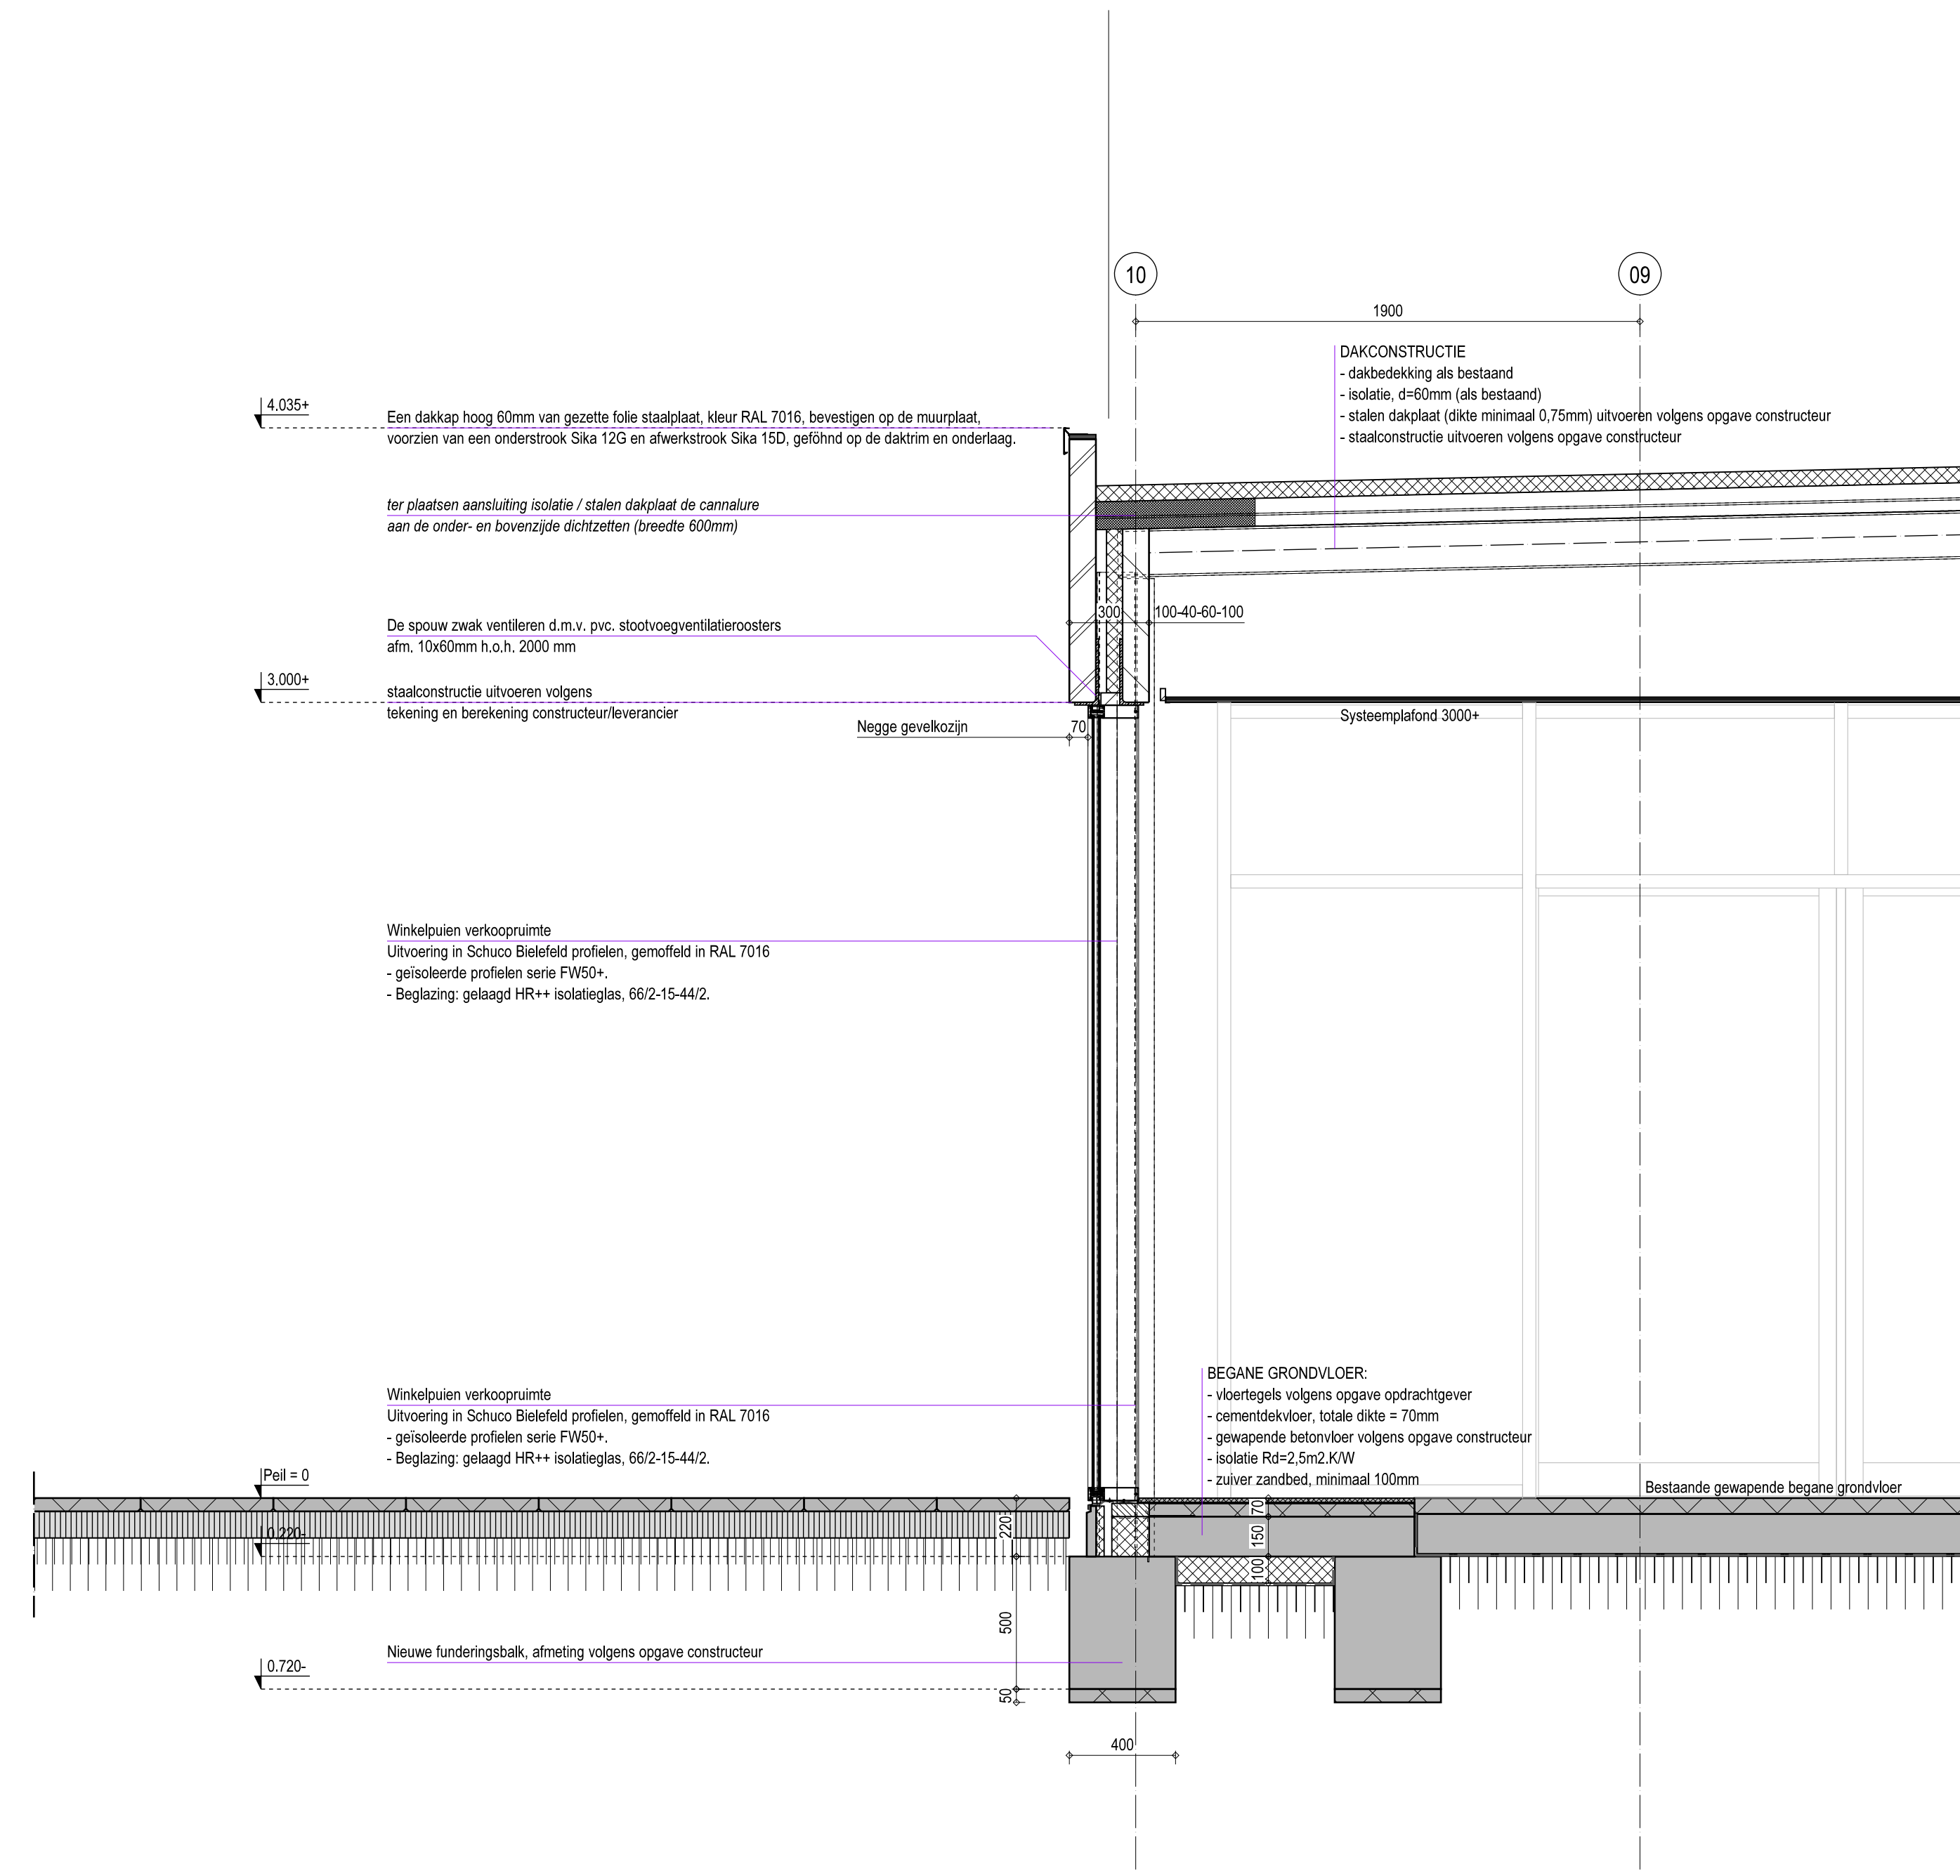 10
09
1900
DAKCONSTRUCTIE
- dakbedekking als bestaand
- isolatie, d=60mm (als bestaand)
- stalen dakplaat (dikte minimaal 0,75mm) uitvoeren volgens opgave constructeur
- staalconstructie uitvoeren volgens opgave constructeur
4.035+
Een dakkap hoog 60mm van gezette folie staalplaat, kleur RAL 7016, bevestigen op de muurplaat,
voorzien van een onderstrook Sika 12G en afwerkstrook Sika 15D, geföhnd op de daktrim en onderlaag.
ter plaatsen aansluiting isolatie / stalen dakplaat de cannalure
aan de onder- en bovenzijde dichtzetten (breedte 600mm)
300
100-40-60-100
De spouw zwak ventileren d.m.v. pvc. stootvoegventilatieroosters
afm. 10x60mm h.o.h. 2000 mm
3.000+
staalconstructie uitvoeren volgens
tekening en berekening constructeur/leverancier
Negge gevelkozijn
70
Systeemplafond 3000+
Winkelpuien verkoopruimte
Uitvoering in Schuco Bielefeld profielen, gemoffeld in RAL 7016
- geïsoleerde profielen serie FW50+.
- Beglazing: gelaagd HR++ isolatieglas, 66/2-15-44/2.
BEGANE GRONDVLOER:
- vloertegels volgens opgave opdrachtgever
- cementdekvloer, totale dikte = 70mm
- gewapende betonvloer volgens opgave constructeur
- isolatie Rd=2,5m2.K/W
- zuiver zandbed, minimaal 100mm
Winkelpuien verkoopruimte
Uitvoering in Schuco Bielefeld profielen, gemoffeld in RAL 7016
- geïsoleerde profielen serie FW50+.
- Beglazing: gelaagd HR++ isolatieglas, 66/2-15-44/2.
Peil = 0
Bestaande gewapende begane grondvloer
0.220-
220
70
150
100
500
Nieuwe funderingsbalk, afmeting volgens opgave constructeur
0.720-
50
400